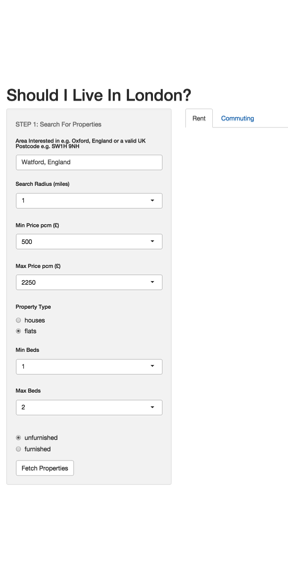 Should I Live In London?
STEP 1: Search For Properties
Area Interested in e.g. Oxford, England or a valid UK
Postcode e.g. SW1H 9NH
Watford, England
Search Radius (miles)
1
Min Price pcm (£)
500
Max Price pcm (£)
2250
Property Type
houses
flats
Min Beds
1
Max Beds
2
unfurnished
furnished
Fetch Properties
Rent
Commuting